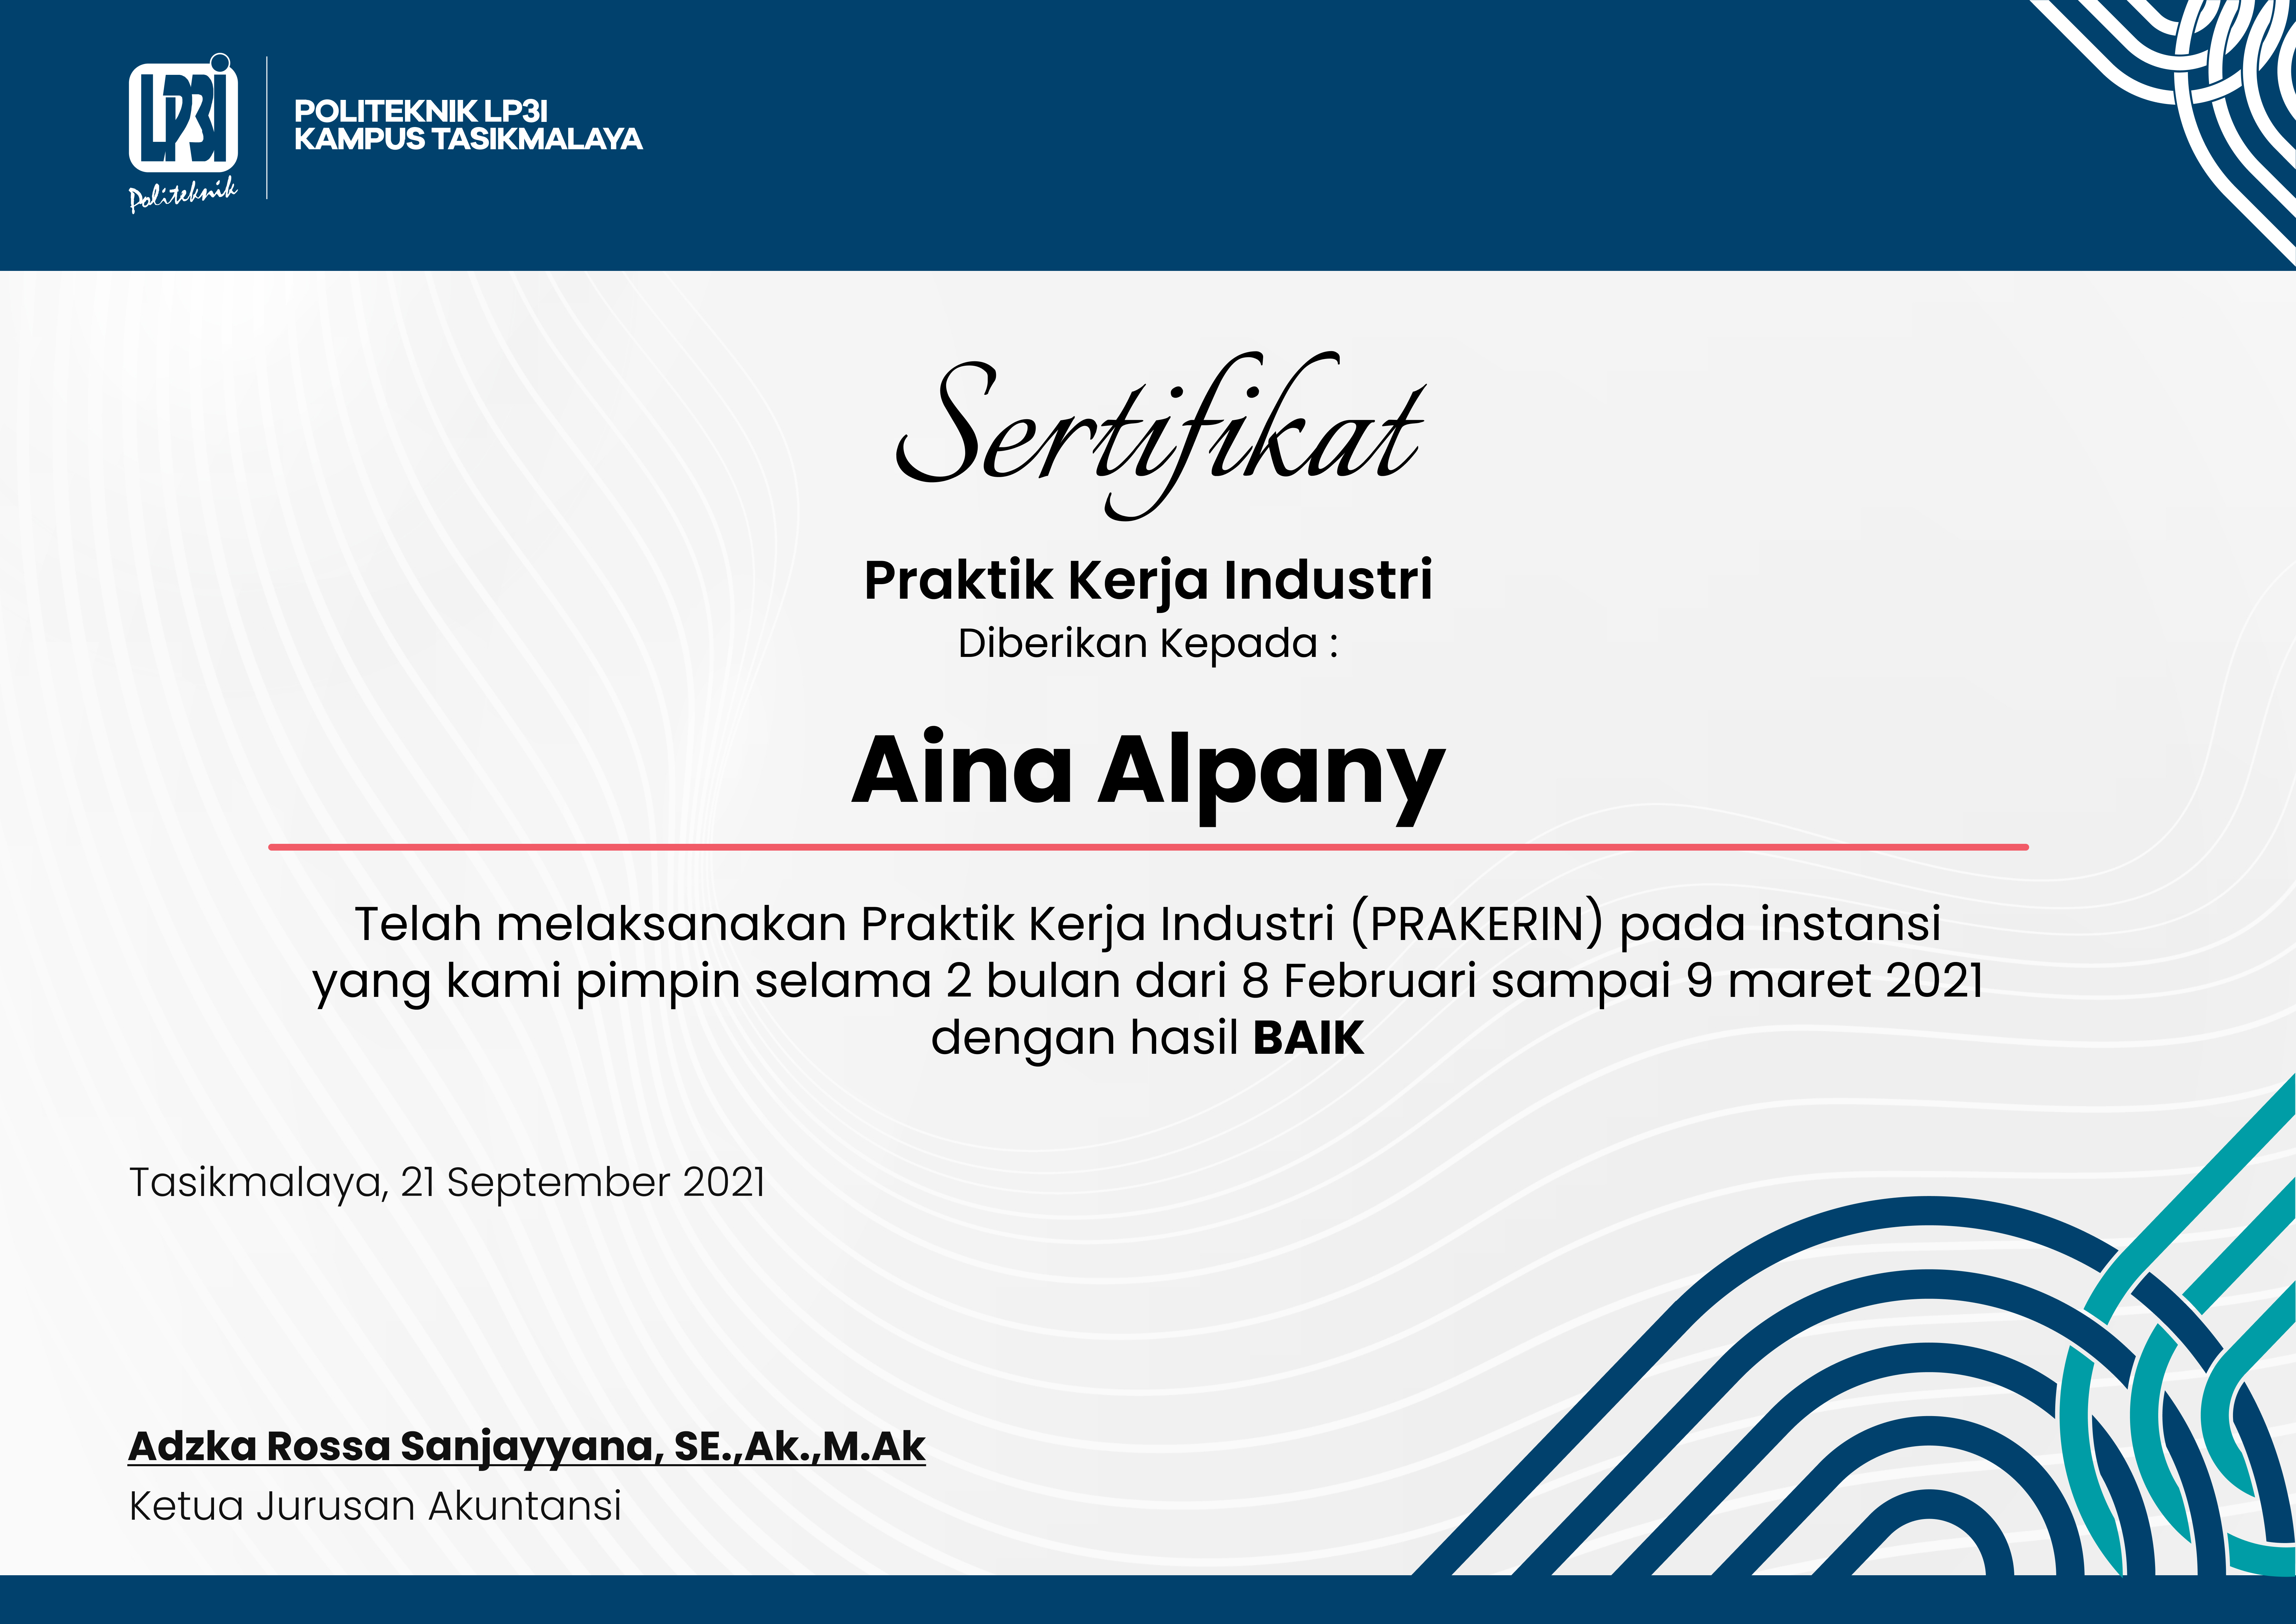 LP3i
Politeknik
POLITEKNIK LP3I
KAMPUS TASIKMALAYA
Sertifikat
Praktik Kerja Industri
Diberikan Kepada :
Aina Alpany
Telah melaksanakan Praktik Kerja Industri (PRAKERIN) pada instansi
yang kami pimpin selama 2 bulan dari 8 Februari sampai 9 maret 2021
dengan hasil BAIK
Tasikmalaya, 21 September 2021
Adzka Rossa Sanjayyana, SE.,Ak.,M.Ak
Ketua Jurusan Akuntansi